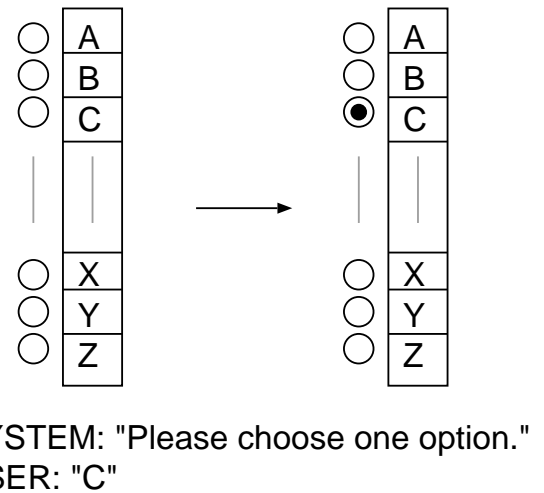 A A
B B
C C
X X
Y Y
Z Z
YSTEM: "Please choose one option."
SER: "C"